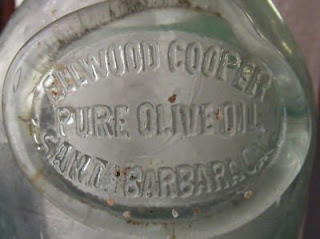 ELLWOOD COOPER
PURE OLIVE OIL
SANTA BARBARA CAL.